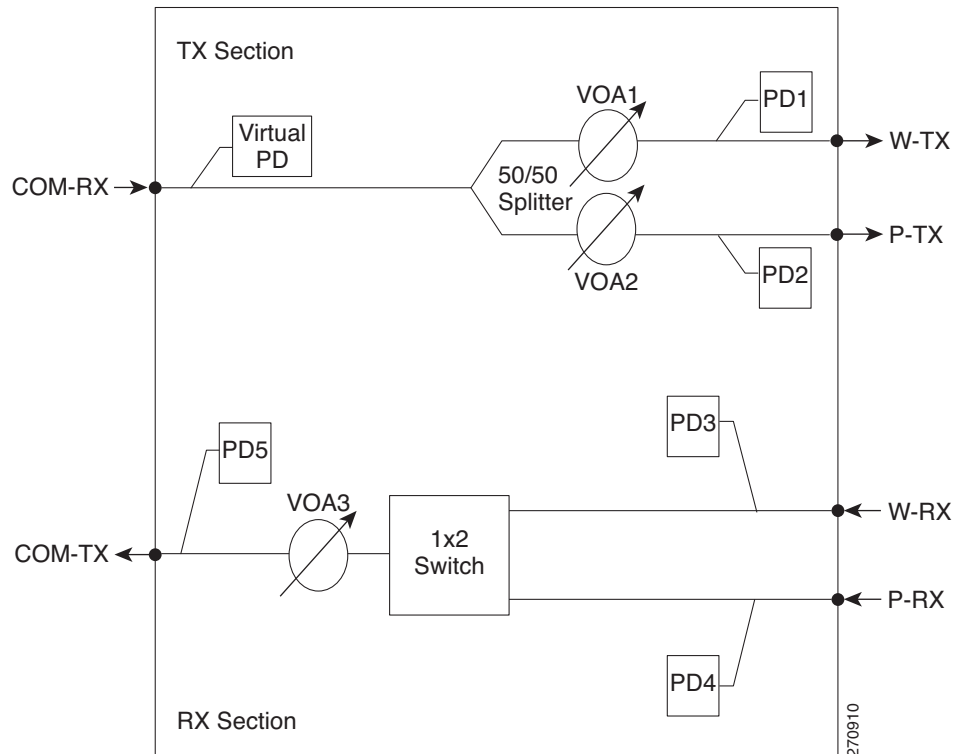 TX Section
VOA1
PD1
Virtual
PD
W-TX
COM-RX
50/50
Splitter
P-TX
VOA2
PD2
PD3
PD5
VOA3
W-RX
1x2
Switch
COM-TX
P-RX
PD4
RX Section
270910